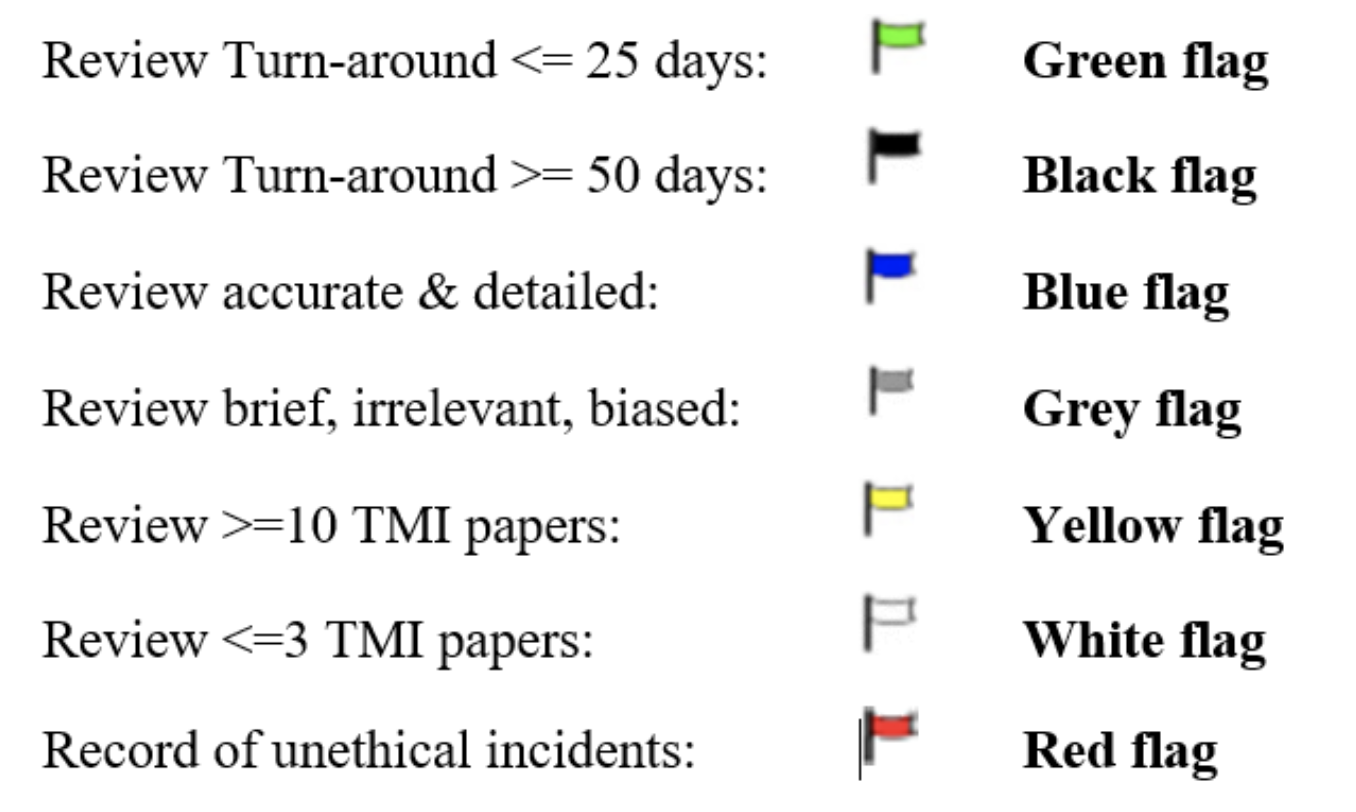 Review Turn-around <= 25 days: Green flag
Review Turn-around >= 50 days: Black flag
Review accurate & detailed: Blue flag
Review brief, irrelevant, biased: Grey flag
Review >=10 TMI papers: Yellow flag
Review <=3 TMI papers: White flag
Record of unethical incidents: Red flag